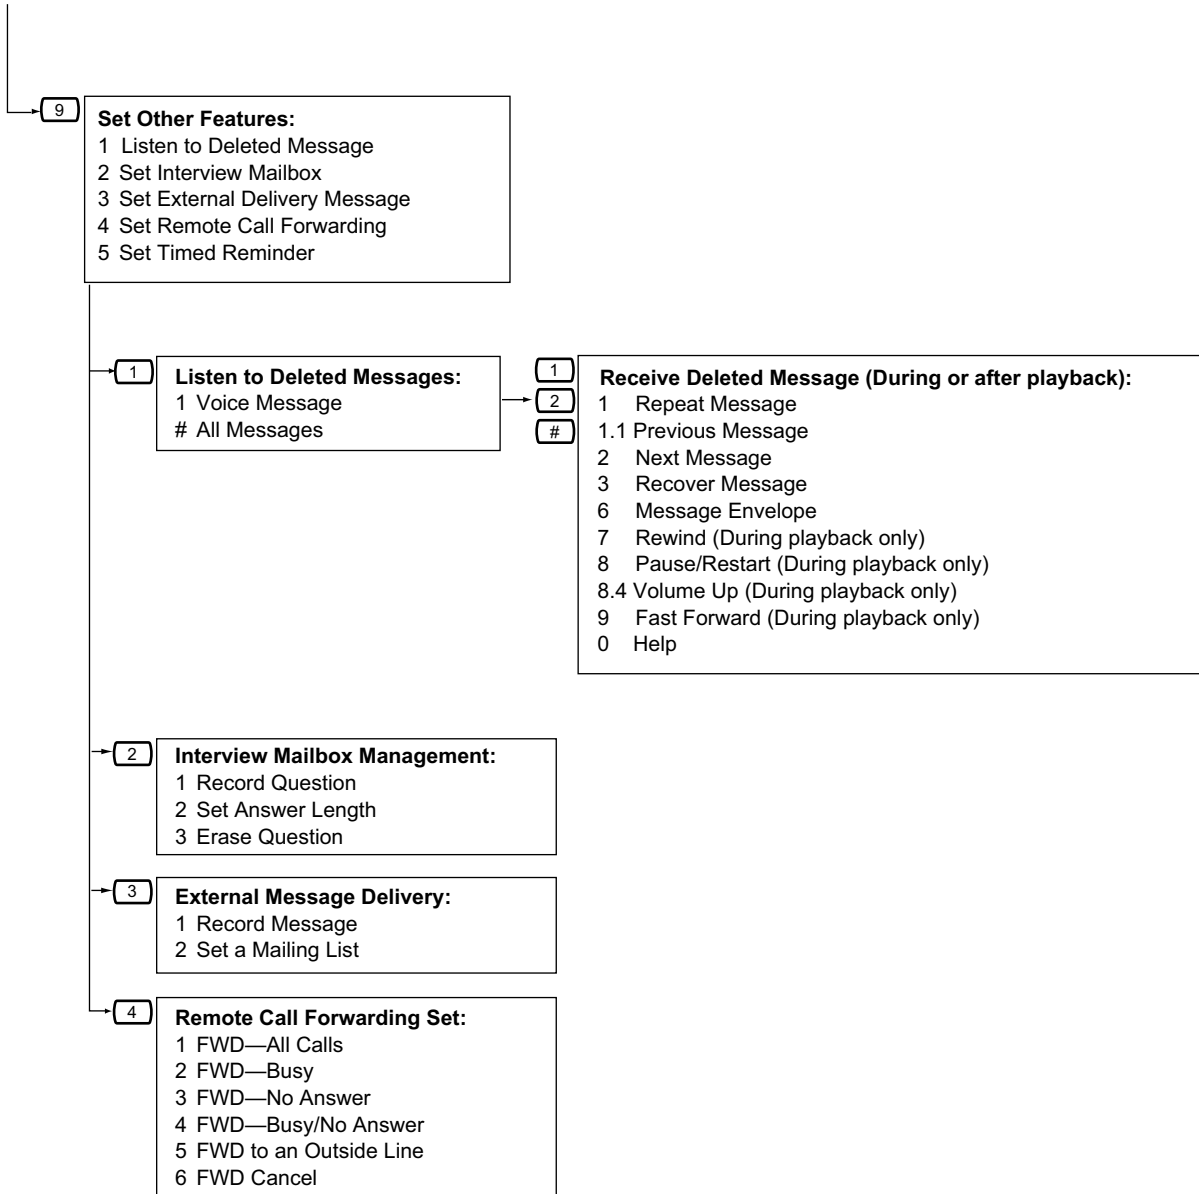 9
Set Other Features:
1 Listen to Deleted Message
2 Set Interview Mailbox
3 Set External Delivery Message
4 Set Remote Call Forwarding
5 Set Timed Reminder
1
Listen to Deleted Messages:
1 Voice Message
# All Messages
1
2
#
Receive Deleted Message (During or after playback):
1 Repeat Message
1.1 Previous Message
2 Next Message
3 Recover Message
6 Message Envelope
7 Rewind (During playback only)
8 Pause/Restart (During playback only)
8.4 Volume Up (During playback only)
9 Fast Forward (During playback only)
0 Help
2
Interview Mailbox Management:
1 Record Question
2 Set Answer Length
3 Erase Question
3
External Message Delivery:
1 Record Message
2 Set a Mailing List
4
Remote Call Forwarding Set:
1 FWD—All Calls
2 FWD—Busy
3 FWD—No Answer
4 FWD—Busy/No Answer
5 FWD to an Outside Line
6 FWD Cancel